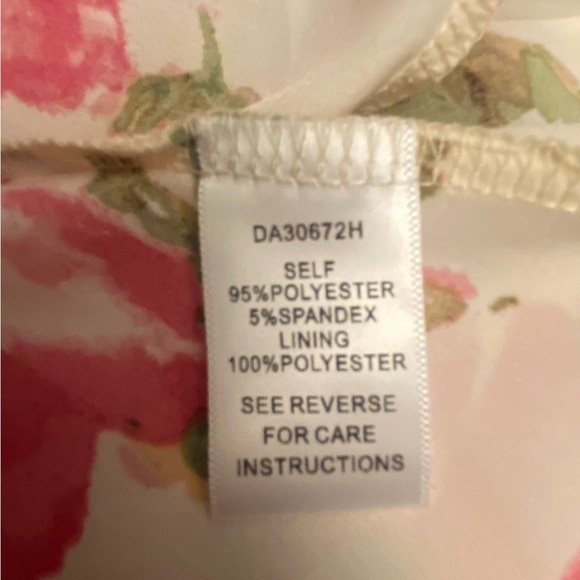 DA30672H
SELF
95%POLYESTER
5%SPANDEX
LINING
100%POLYESTER
SEE REVERSE
FOR CARE
INSTRUCTIONS